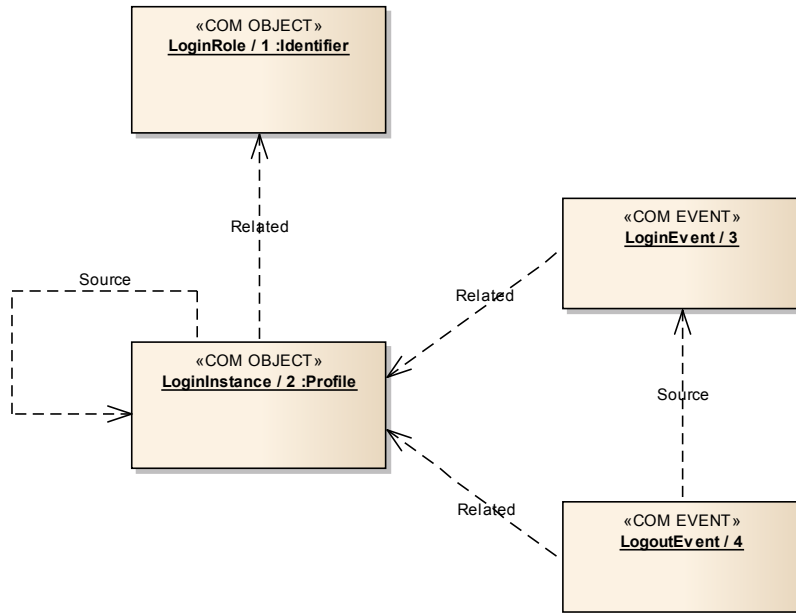 «COM OBJECT»
LoginRole / 1 :Identifier
Related
«COM EVENT»
LoginEvent / 3
Source
Related
«COM OBJECT»
LoginInstance / 2 :Profile
Source
Related
«COM EVENT»
LogoutEvent / 4